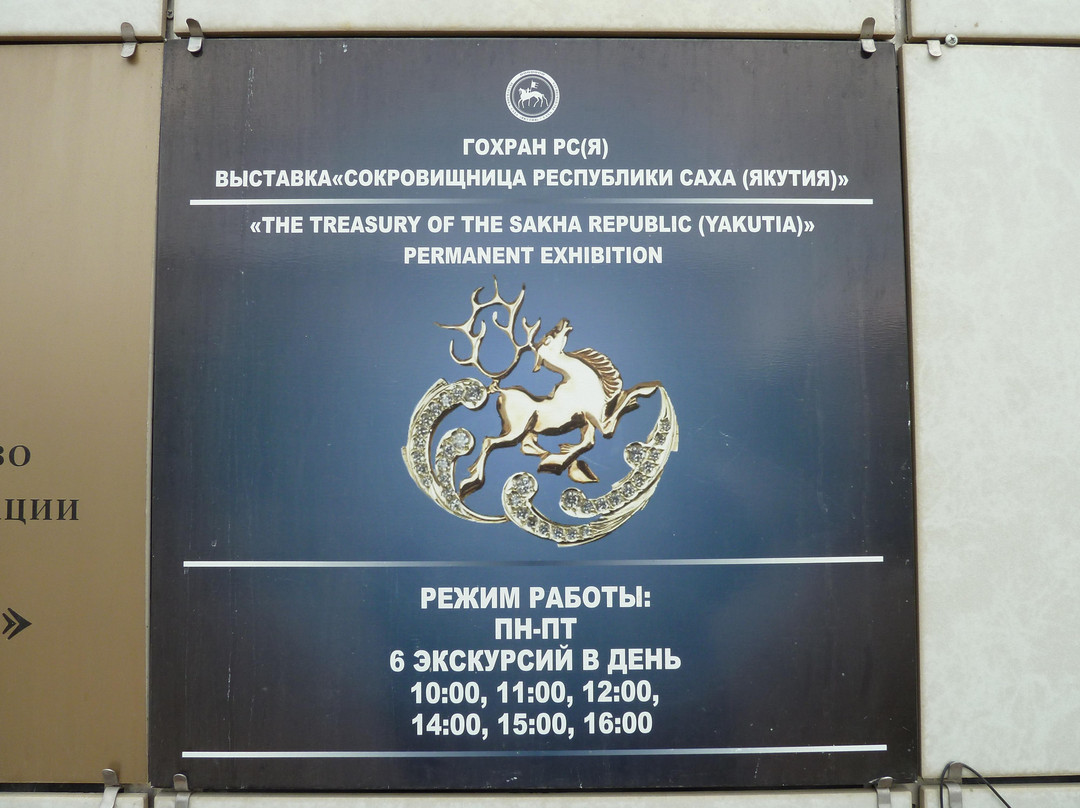 ГОХРАН РС(Я)
ВЫСТАВКА«СОКРОВИЩНИЦА РЕСПУБЛИКИ САХА (ЯКУТИЯ)»
«THE TREASURY OF THE SAKHA REPUBLIC (YAKUTIA)»
PERMANENT EXHIBITION
РЕЖИМ РАБОТЫ:
ПН-ПТ
6 ЭКСКУРСИЙ В ДЕНЬ
10:00, 11:00, 12:00,
14:00, 15:00, 16:00